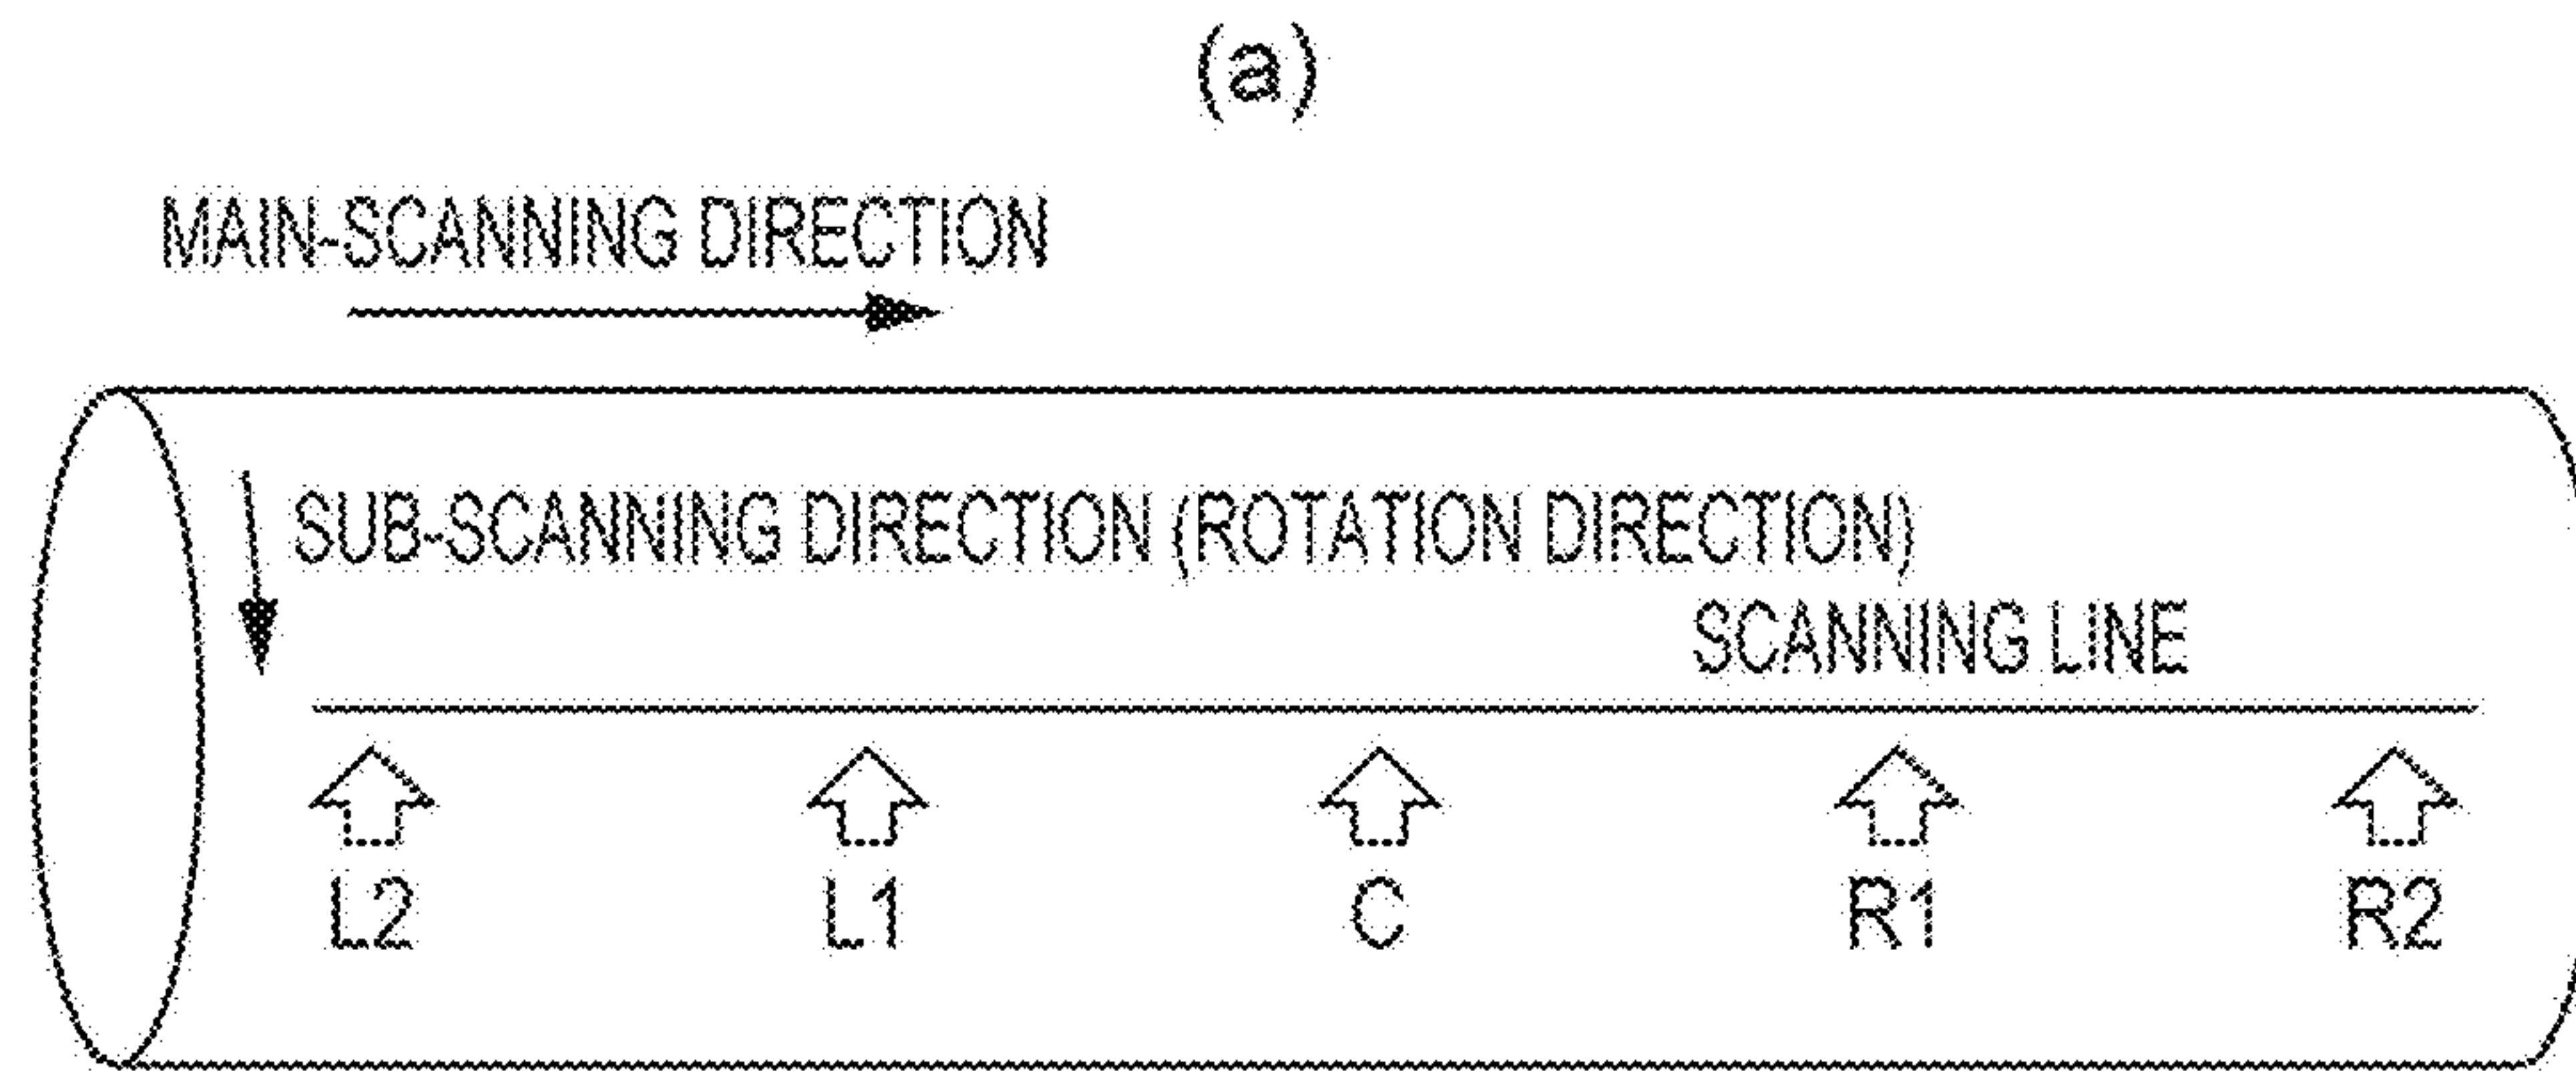 (a)
MAIN-SCANNING DIRECTION
SUB-SCANNING DIRECTION (ROTATION DIRECTION)
SCANNING LINE
L2 L1 C R1 R2